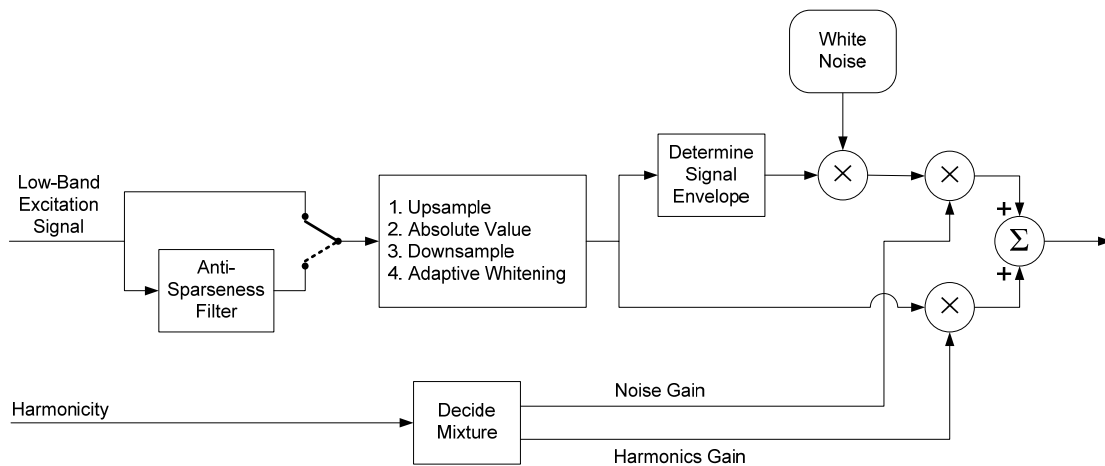 White
Noise
Low-Band
Excitation
Signal
Determine
Signal
Envelope
×
×
1. Upsample
2. Absolute Value
3. Downsample
4. Adaptive Whitening
+
Σ
+
Anti-
Sparseness
Filter
×
Harmonicity
Decide
Mixture
Noise Gain
Harmonics Gain